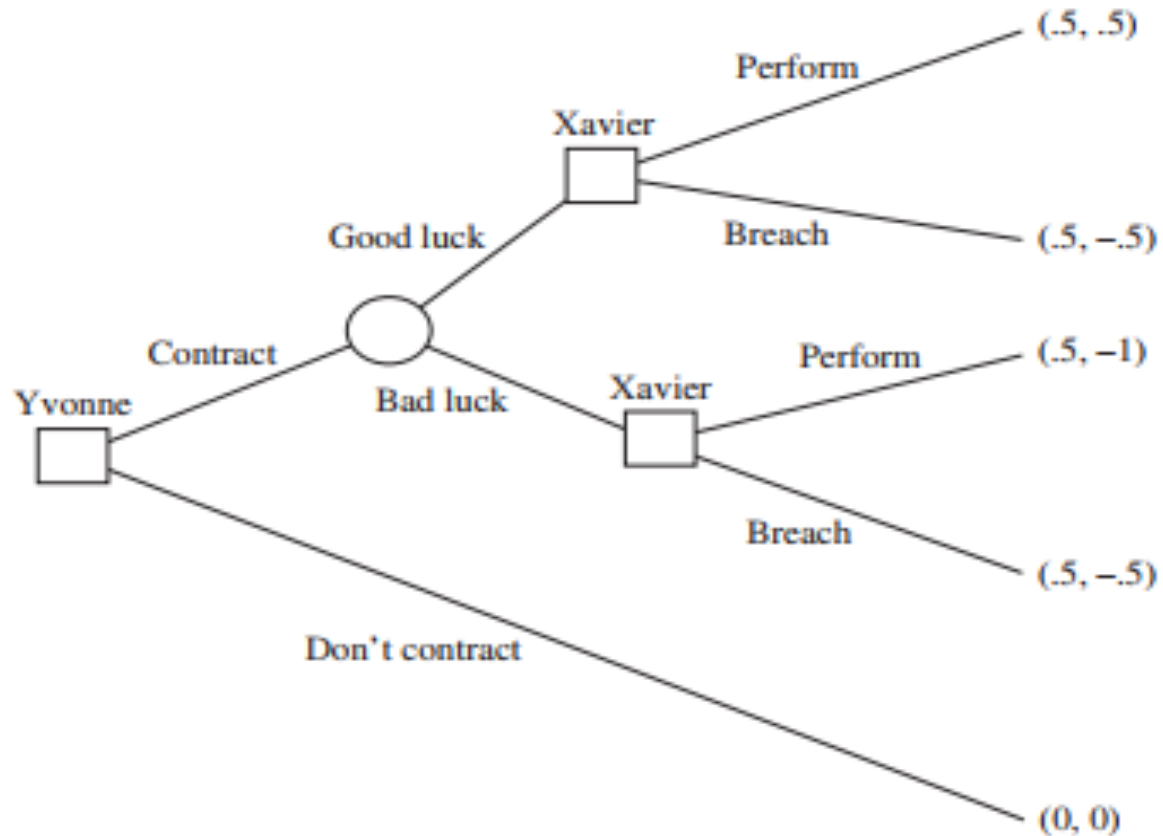 (.5, .5)
Perform
Xavier
Breach
(.5, –.5)
Good luck
Contract
Perform
(.5, –1)
Xavier
Bad luck
Yvonne
Breach
(.5, –.5)
Don't contract
(0, 0)